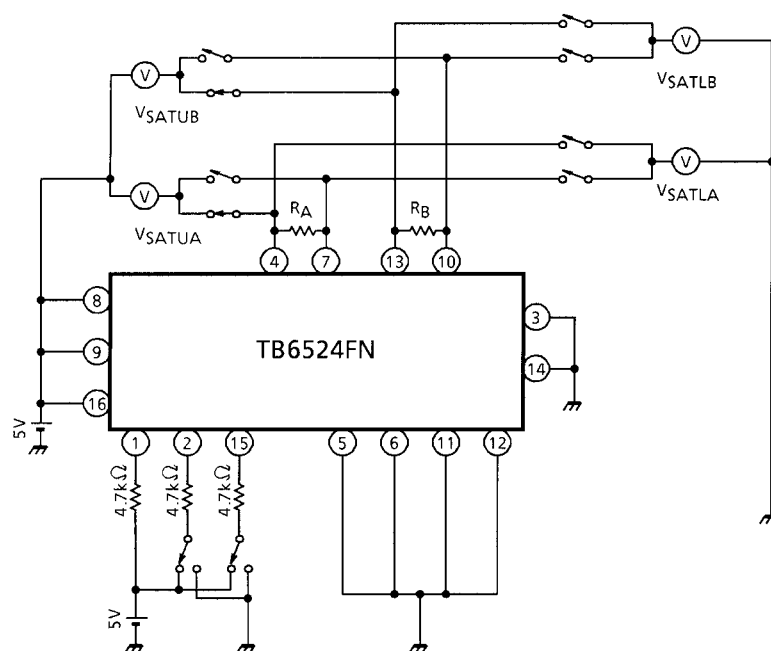 V
V
VSATUB
VSATLB
V
V
VSATUA
VSATLA
RA
RB
4
7
13
10
8
3
TB6524FN
9
14
16
5V
1
2
15
5
6
11
12
4.7kΩ
4.7kΩ
4.7kΩ
5V